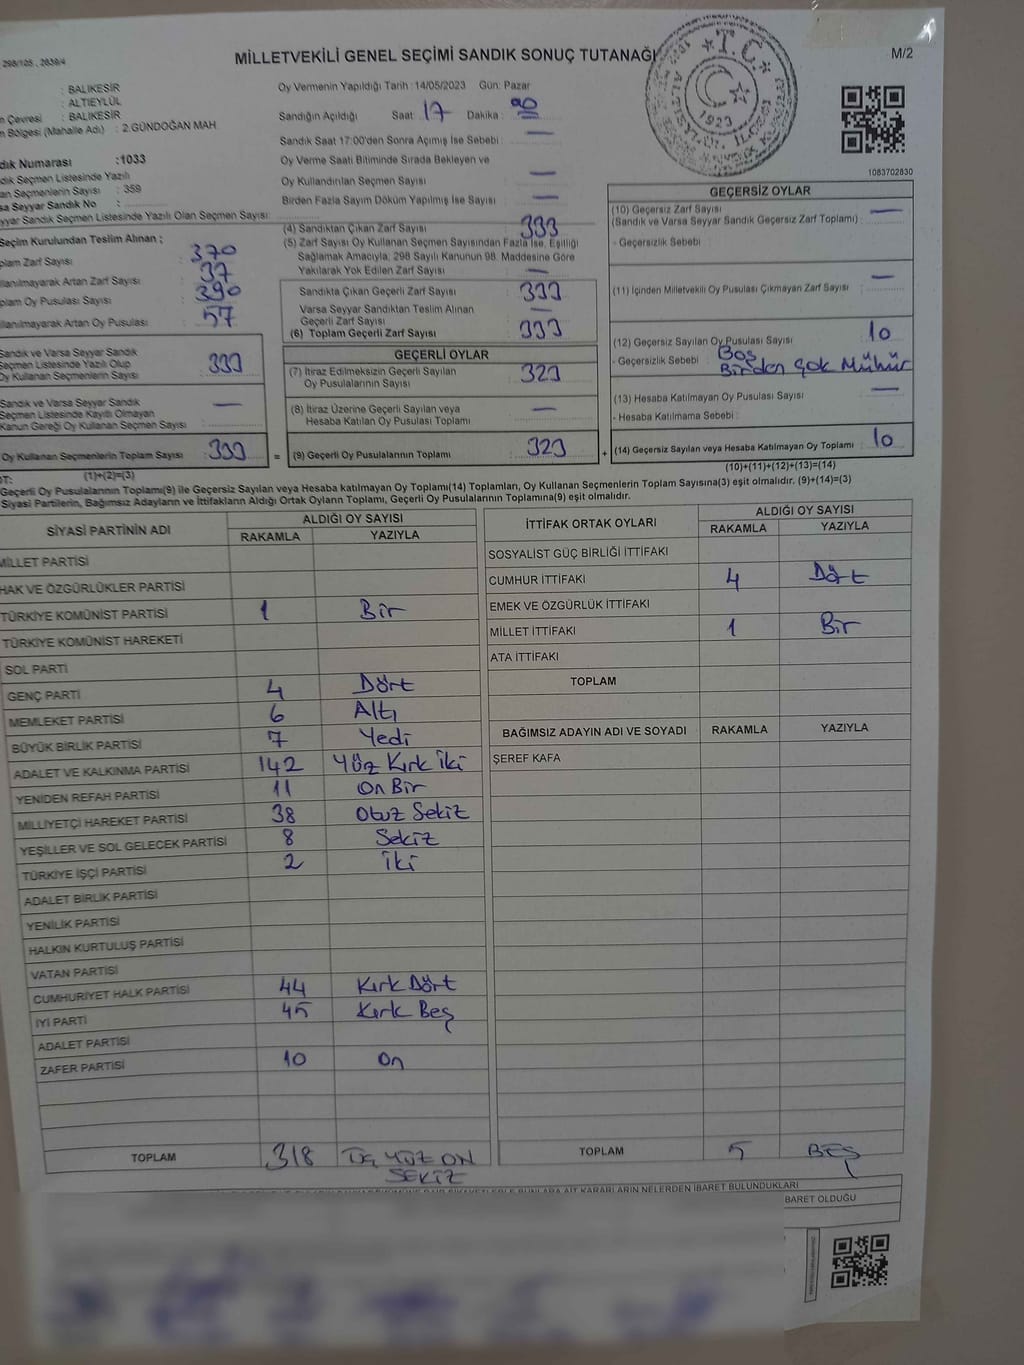 298/105 , 2839/4
MİLLETVEKİLİ GENEL SEÇİMİ SANDIK SONUÇ TUTANAĞI
M/2
T.C.
1923
: BALIKESİR
: ALTIEYLÜL
Çevresi : BALIKESİR
Bölgesi (Mahalle Adı) : 2.GÜNDOĞAN MAH.
Oy Vermenin Yapıldığı Tarih : 14/05/2023 Gün: Pazar
Sandığın Açıldığı Saat : 17 Dakika : 00
Sandık Saat 17:00'den Sonra Açımış İse Sebebi : —
Oy Verme Saati Bitiminde Sırada Bekleyen ve
Oy Kullandırılan Seçmen Sayısı : —
Birden Fazla Sayım Döküm Yapılmış İse Sayısı : —
1083702830
dık Numarası :1033
dık Seçmen Listesinde Yazılı
an Seçmenlerin Sayısı : 359
sa Seyyar Sandık No :
yyar Sandık Seçmen Listesinde Yazılı Olan Seçmen Sayısı:
Seçim Kurulundan Teslim Alınan ;
plam Zarf Sayısı : 370
llanılmayarak Artan Zarf Sayısı : 37
plam Oy Pusulası Sayısı : 390
llanılmayarak Artan Oy Pusulası : 57
Sandık ve Varsa Seyyar Sandık
Seçmen Listesinde Yazılı Olup
Oy Kullanan Seçmenlerin Sayısı : 333
Sandık ve Varsa Seyyar Sandık
Seçmen Listesinde Kayıtlı Olmayan
Kanun Gereği Oy Kullanan Seçmen Sayısı : —
Oy Kullanan Seçmenlerin Toplam Sayısı : 333
(1)+(2)=(3)
(4) Sandıktan Çıkan Zarf Sayısı : 333
(5) Zarf Sayısı Oy Kullanan Seçmen Sayısından Fazla İse, Eşitliği
Sağlamak Amacıyla; 298 Sayılı Kanunun 98. Maddesine Göre
Yakılarak Yok Edilen Zarf Sayısı : —
Sandıkta Çıkan Geçerli Zarf Sayısı : 333
Varsa Seyyar Sandıktan Teslim Alınan
Geçerli Zarf Sayısı : —
(6) Toplam Geçerli Zarf Sayısı : 333
GEÇERLİ OYLAR
(7) İtiraz Edilmeksizin Geçerli Sayılan
Oy Pusulalarının Sayısı : 323
(8) İtiraz Üzerine Geçerli Sayılan veya
Hesaba Katılan Oy Pusulası Toplamı : —
= (9) Geçerli Oy Pusulalarının Toplamı : 323 +
GEÇERSİZ OYLAR
(10) Geçersiz Zarf Sayısı : —
(Sandık ve Varsa Seyyar Sandık Geçersiz Zarf Toplamı)
- Geçersizlik Sebebi :
(11) İçinden Milletvekili Oy Pusulası Çıkmayan Zarf Sayısı : —
(12) Geçersiz Sayılan Oy Pusulası Sayısı : 10
- Geçersizlik Sebebi : Boş
Birden Çok Mühür
(13) Hesaba Katılmayan Oy Pusulası Sayısı : —
- Hesaba Katılmama Sebebi :
(14) Geçersiz Sayılan veya Hesaba Katılmayan Oy Toplamı : 10
(10)+(11)+(12)+(13)=(14)
OT:
Geçerli Oy Pusulalarının Toplamı(9) ile Geçersiz Sayılan veya Hesaba katılmayan Oy Toplamı(14) Toplamları, Oy Kullanan Seçmenlerin Toplam Sayısına(3) eşit olmalıdır. (9)+(14)=(3)
Siyasi Partilerin, Bağımsız Adayların ve İttifakların Aldığı Ortak Oyların Toplamı, Geçerli Oy Pusulalarının Toplamına(9) eşit olmalıdır.
SİYASİ PARTİNİN ADI
ALDIĞI OY SAYISI
RAKAMLA YAZIYLA
MİLLET PARTİSİ
HAK VE ÖZGÜRLÜKLER PARTİSİ
TÜRKİYE KOMÜNİST PARTİSİ 1 Bir
TÜRKİYE KOMÜNİST HAREKETİ
SOL PARTİ
GENÇ PARTİ 4 Dört
MEMLEKET PARTİSİ 6 Altı
BÜYÜK BİRLİK PARTİSİ 7 Yedi
ADALET VE KALKINMA PARTİSİ 142 Yüz Kırk İki
YENİDEN REFAH PARTİSİ 11 On Bir
MİLLİYETÇİ HAREKET PARTİSİ 38 Otuz Sekiz
YEŞİLLER VE SOL GELECEK PARTİSİ 8 Sekiz
TÜRKİYE İŞÇİ PARTİSİ 2 İki
ADALET BİRLİK PARTİSİ
YENİLİK PARTİSİ
HALKIN KURTULUŞ PARTİSİ
VATAN PARTİSİ
CUMHURİYET HALK PARTİSİ 44 Kırk Dört
İYİ PARTİ 45 Kırk Beş
ADALET PARTİSİ
ZAFER PARTİSİ 10 On
TOPLAM 318 ÜÇ YÜZ ON
SEKİZ
İTTİFAK ORTAK OYLARI
ALDIĞI OY SAYISI
RAKAMLA YAZIYLA
SOSYALİST GÜÇ BİRLİĞİ İTTİFAKI
CUMHUR İTTİFAKI 4 Dört
EMEK VE ÖZGÜRLÜK İTTİFAKI
MİLLET İTTİFAKI 1 Bir
ATA İTTİFAKI
TOPLAM
BAĞIMSIZ ADAYIN ADI VE SOYADI RAKAMLA YAZIYLA
ŞEREF KAFA
TOPLAM 5 BEŞ
NELERDEN İBARET BULUNDUKLARI
BARET OLDUĞU